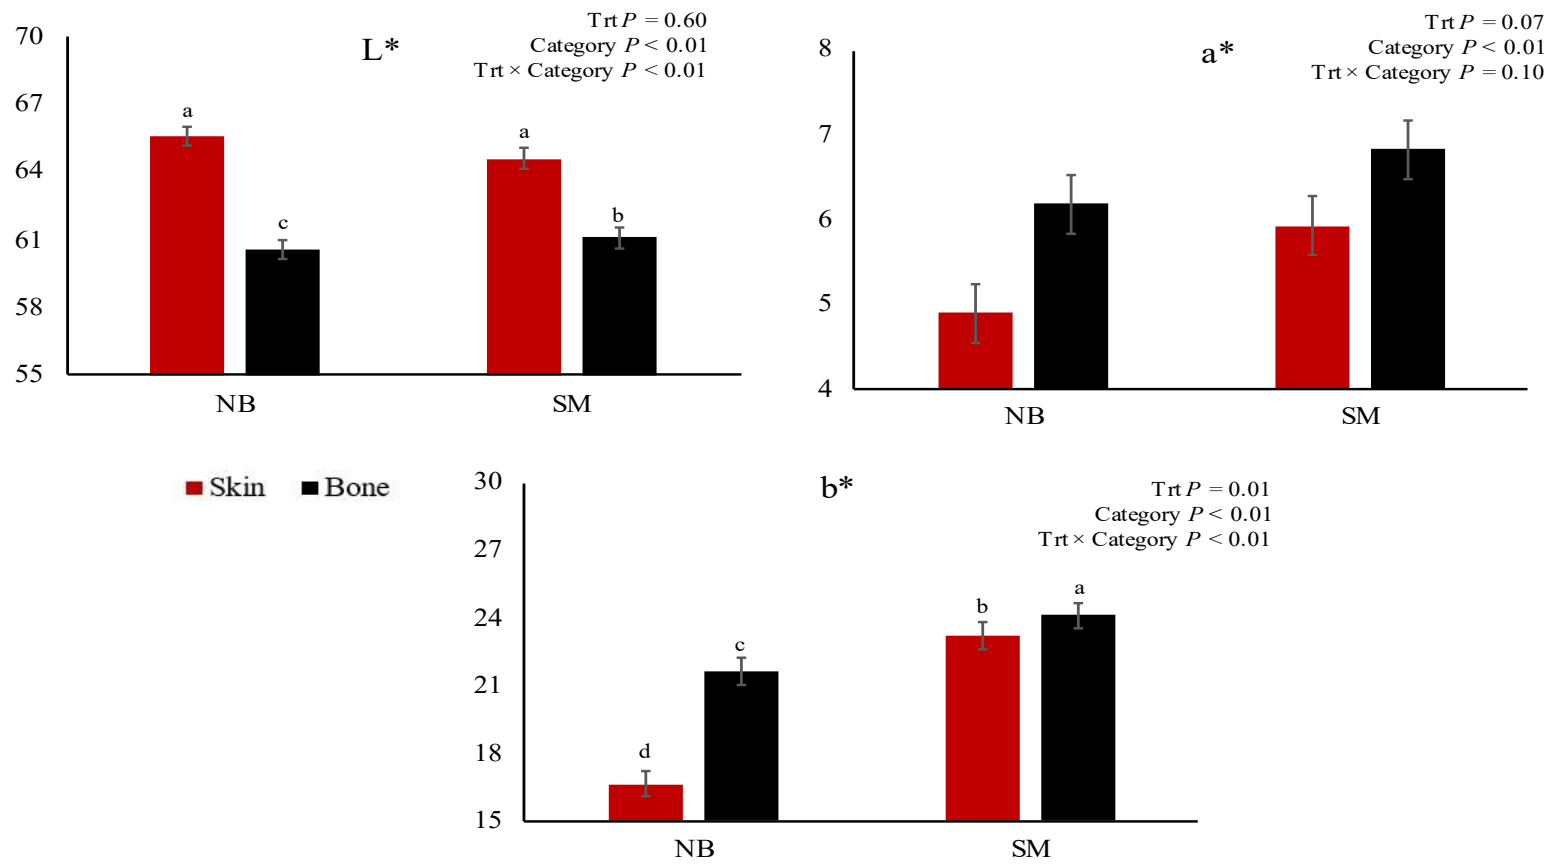 L*
Trt P = 0.60
Category P < 0.01
Trt × Category P < 0.01
70
67
64
61
58
55
a
c
a
b
NB
SM
a*
Trt P = 0.07
Category P < 0.01
Trt × Category P = 0.10
8
7
6
5
4
NB
SM
Skin
Bone
b*
Trt P = 0.01
Category P < 0.01
Trt × Category P < 0.01
30
27
24
21
18
15
d
c
b
a
NB
SM